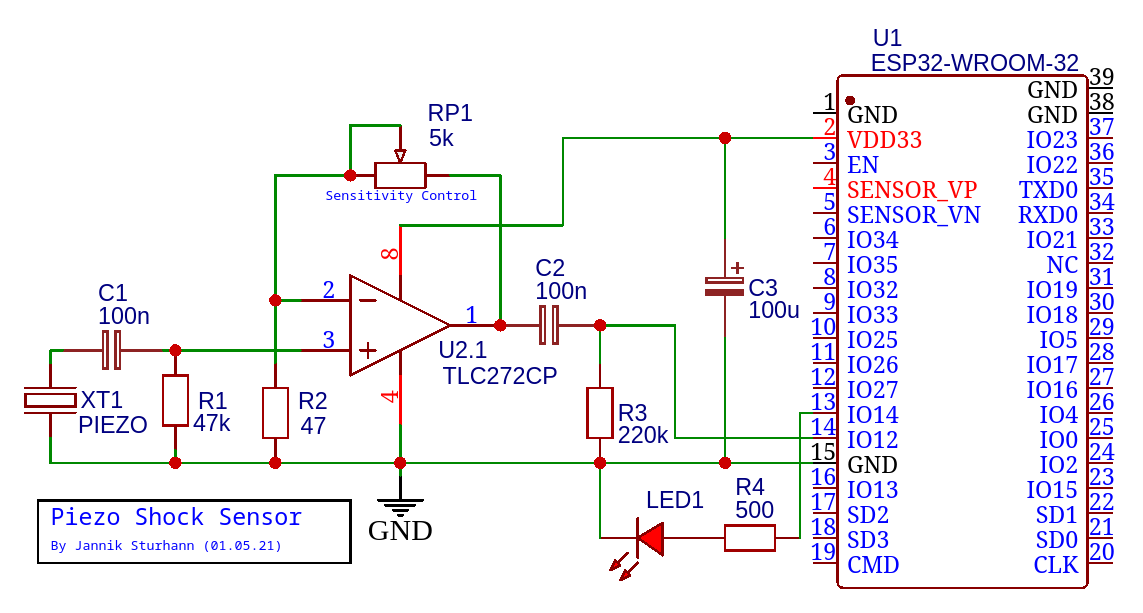 U1
ESP32-WROOM-32
RP1
5k
Sensitivity Control
8
2
3
1
4
U2.1
TLC272CP
C1
100n
C2
100n
C3
100u
+
XT1
PIEZO
R1
47k
R2
47
R3
220k
LED1
R4
500
GND
Piezo Shock Sensor
By Jannik Sturhann (01.05.21)
1 GND
2 VDD33
3 EN
4 SENSOR_VP
5 SENSOR_VN
6 IO34
7 IO35
8 IO32
9 IO33
10 IO25
11 IO26
12 IO27
13 IO14
14 IO12
15 GND
16 IO13
17 SD2
18 SD3
19 CMD
GND 39
GND 38
IO23 37
IO22 36
TXD0 35
RXD0 34
IO21 33
NC 32
IO19 31
IO18 30
IO5 29
IO17 28
IO16 27
IO4 26
IO0 25
IO2 24
IO15 23
SD1 22
SD0 21
CLK 20